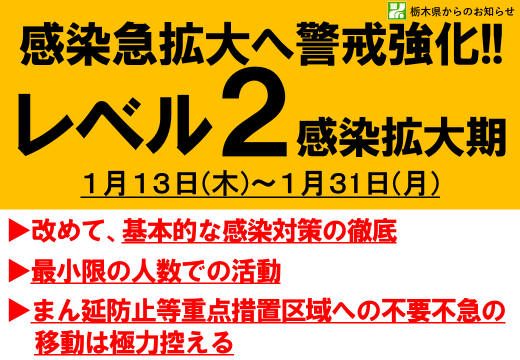 栃木県からのお知らせ
感染急拡大へ警戒強化!!
レベル2感染拡大期
1月13日(木)～1月31日(月)
▶改めて、基本的な感染対策の徹底
▶最小限の人数での活動
▶まん延防止等重点措置区域への不要不急の
移動は極力控える